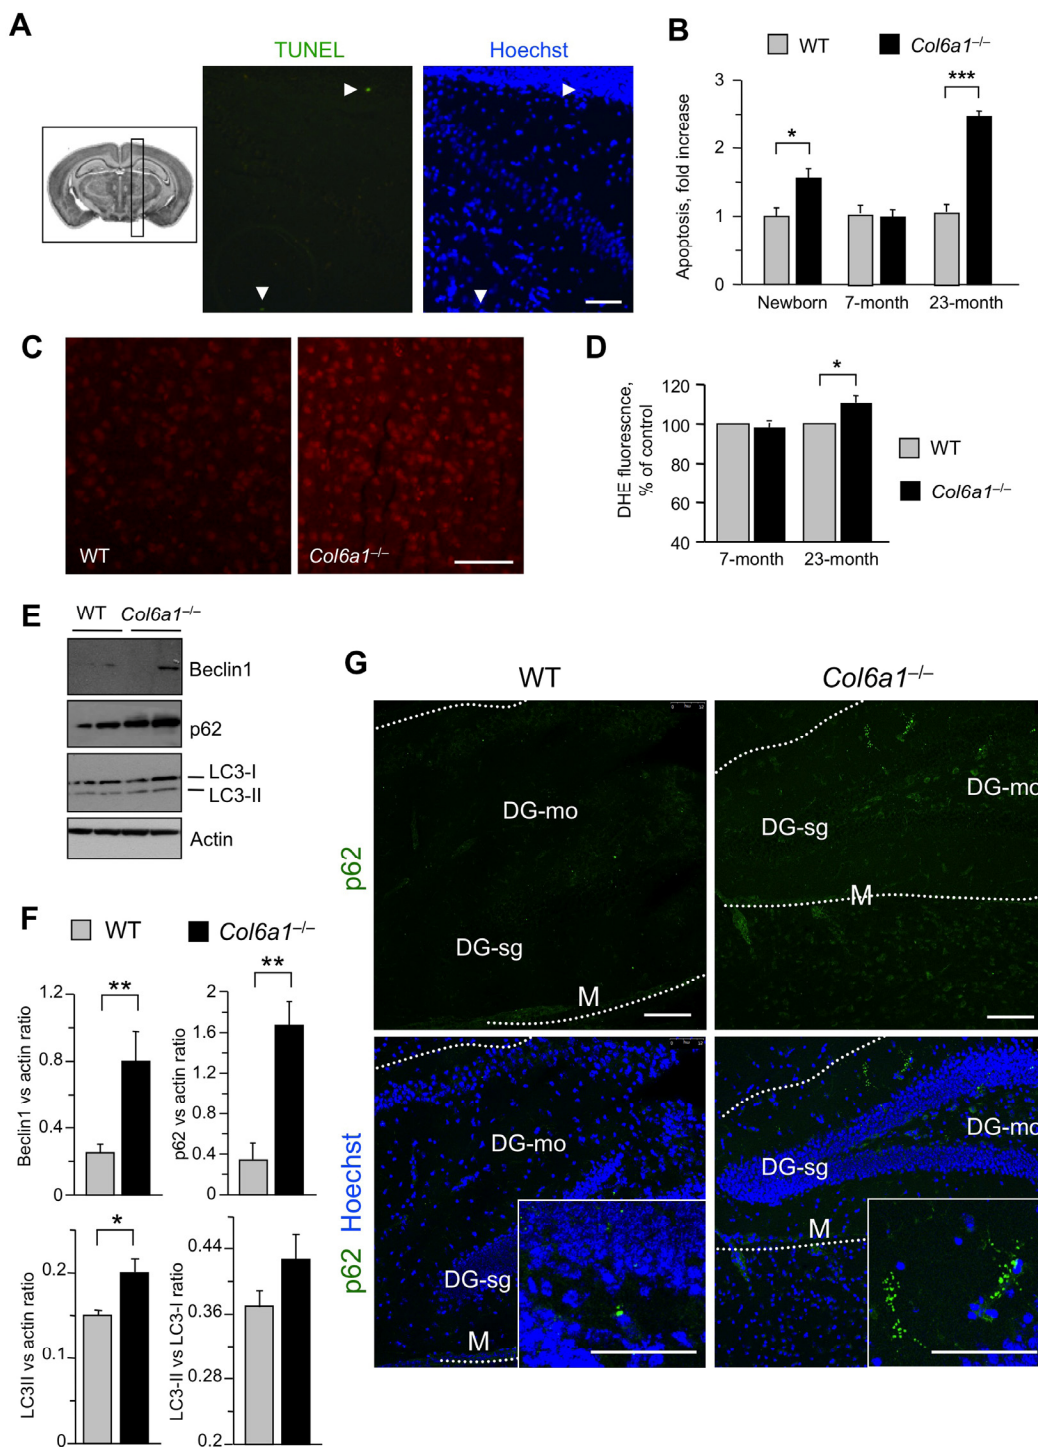 A
TUNEL
Hoechst
B
WT
Col6a1–/–
Apoptosis, fold increase
3
2
1
0
*
***
Newborn
7-month
23-month
C
WT
Col6a1–/–
D
DHE fluorescnce,
% of control
120
100
80
60
40
*
7-month
23-month
WT
Col6a1–/–
E
WT
Col6a1–/–
Beclin1
p62
LC3-I
LC3-II
Actin
F
WT
Col6a1–/–
Beclin1 vs actin ratio
1.2
0.8
0.4
0
**
p62 vs actin ratio
2
1.6
1.2
0.8
0.4
0
**
LC3II vs actin ratio
0.2
0.1
0
*
LC3-II vs LC3-I ratio
0.44
0.36
0.28
0.2
G
WT
Col6a1–/–
p62
DG-mo
DG-sg
M
DG-mo
DG-sg
M
p62 Hoechst
DG-mo
DG-sg
M
DG-mo
DG-sg
M